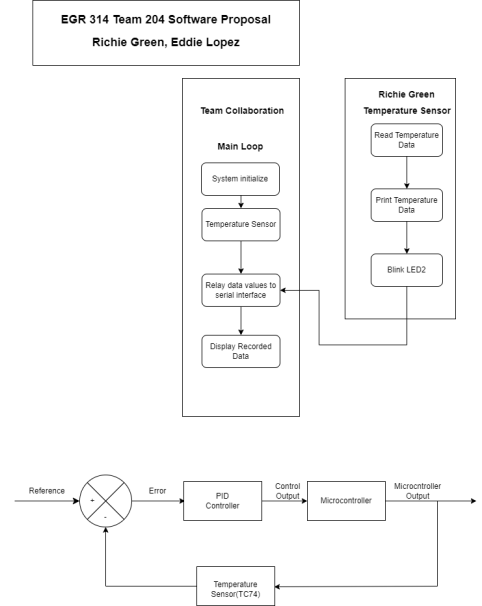 EGR 314 Team 204 Software Proposal
Richie Green, Eddie Lopez
Team Collaboration
Main Loop
System initialize
Temperature Sensor
Relay data values to
serial interface
Display Recorded
Data
Richie Green
Temperature Sensor
Read Temperature
Data
Print Temperature
Data
Blink LED2
Reference
+
-
Error
PID
Controller
Control
Output
Microcontroller
Microcntroller
Output
Temperature
Sensor(TC74)